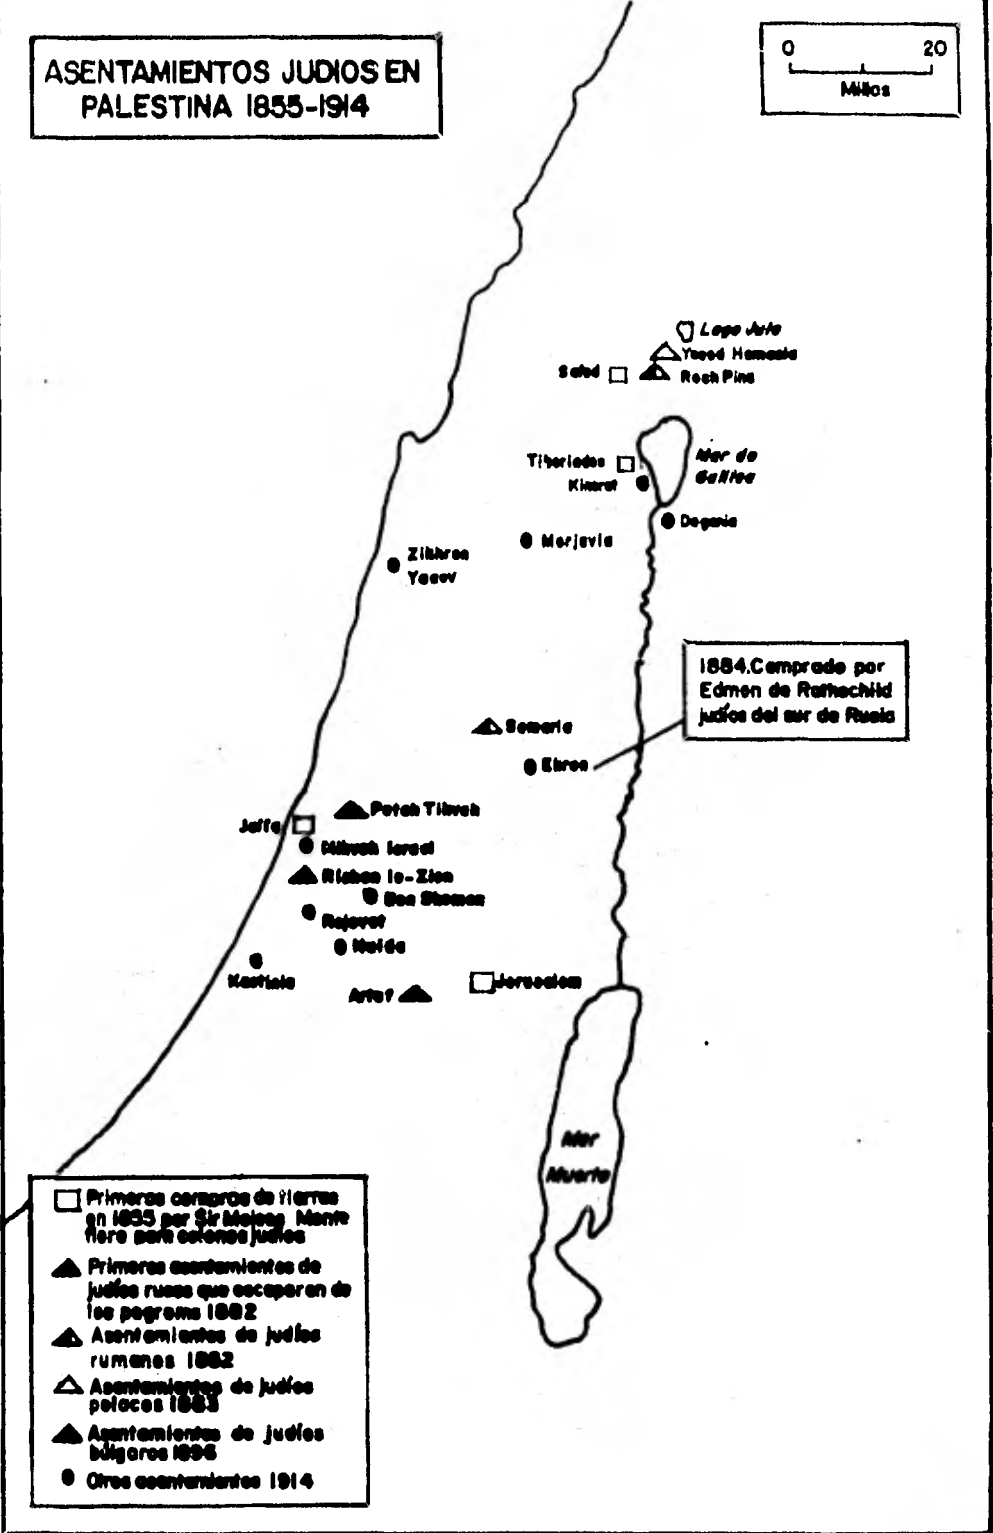 ASENTAMIENTOS JUDIOS EN
PALESTINA 1855-1914
0 20
Millas
Lago Jule
Yesod Hamaala
Safed
Rosh Pina
Mar de
Galilea
Tiberiades
Kineret
Degania
Merjavia
Zikhron
Yacov
1884. Comprado por
Edmon de Rothschild
judíos del sur de Rusia
Samaria
Ekron
Petah Tikvah
Jaffa
Mikveh Israel
Rishon le-Zion
Ben Shemen
Rejovot
Hulda
Kastinia
Artuf
Jerusalem
Mar
Muerto
Primeras compras de tierras
en 1855 por Sir Moises Monte
fiore para colonos judíos
Primeros asentamientos de
judíos rusos que escaparon de
los pogroms 1882
Asentamientos de judíos
rumanos 1882
Asentamientos de judíos
polacos 1883
Asentamientos de judíos
búlgaros 1896
Otros asentamientos 1914